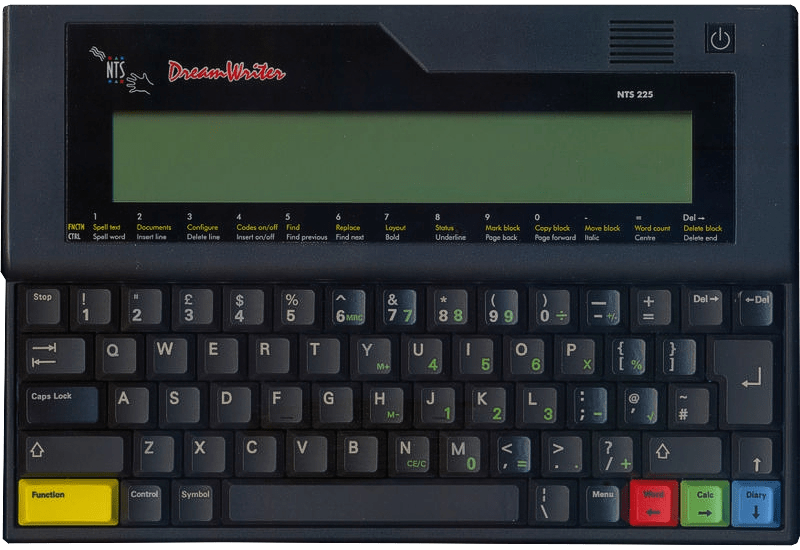 NTS
DreamWriter
NTS 225
1 2 3 4 5 6 7 8 9 0 - = Del →
FNCTN Spell text Documents Configure Codes on/off Find Replace Layout Status Mark block Copy block Move block Word count Delete block
CTRL Spell word Insert line Delete line Insert on/off Find previous Find next Bold Underline Page back Page forward Italic Centre Delete end
Stop ! 1 " 2 £ 3 $ 4 % 5 ^ 6 MRC & 7 7 * 8 8 ( 9 9 ) 0 ÷ — - +/- + = Del→ ←Del
Q W E R T Y M+ U 4 I 5 O 6 P X { [ % } ]
Caps Lock A S D F G H M- J 1 K 2 L 3 : ; - @ ' √ ~ #
⇧ Z X C V B N CE/C M 0 < , = > . . ? / + ⇧ ↑
Function Control Symbol ¦ \ Menu Word ← Calc → Diary ↓